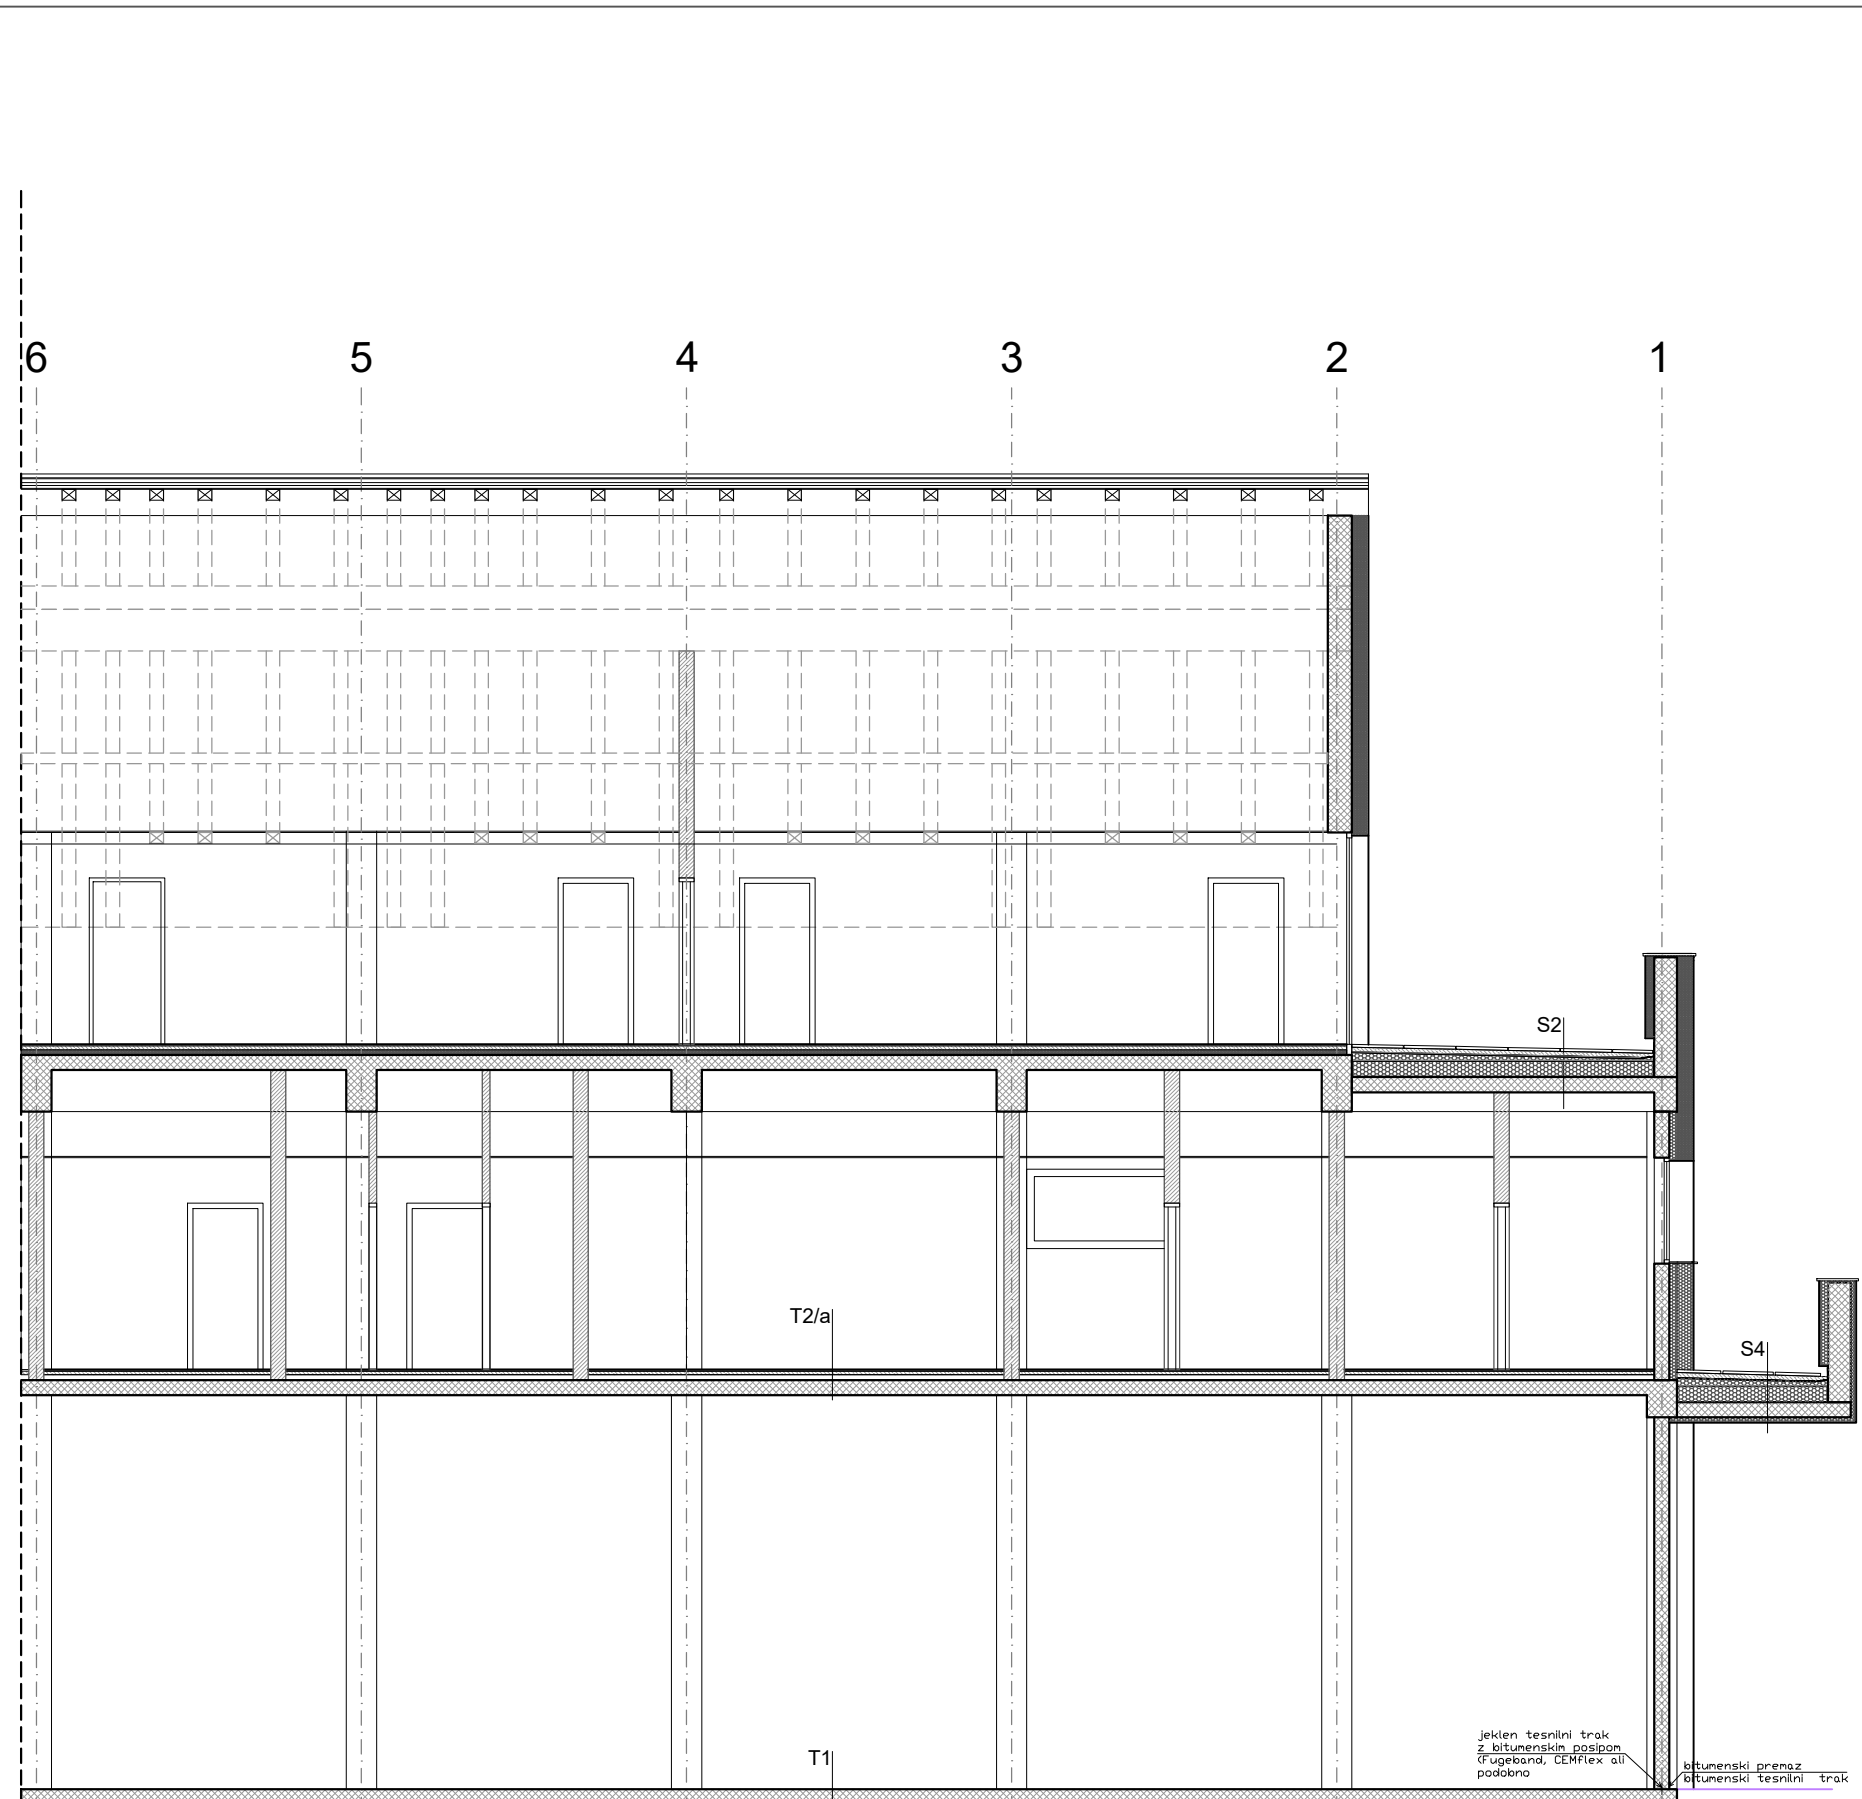 6 5 4 3 2 1
S2
T2/a
S4
T1
jeklen tesnilni trak
z bitumenskim posipom
(Fugeband, CEMflex ali
podobno
bitumenski premaz
bitumenski tesnilni trak